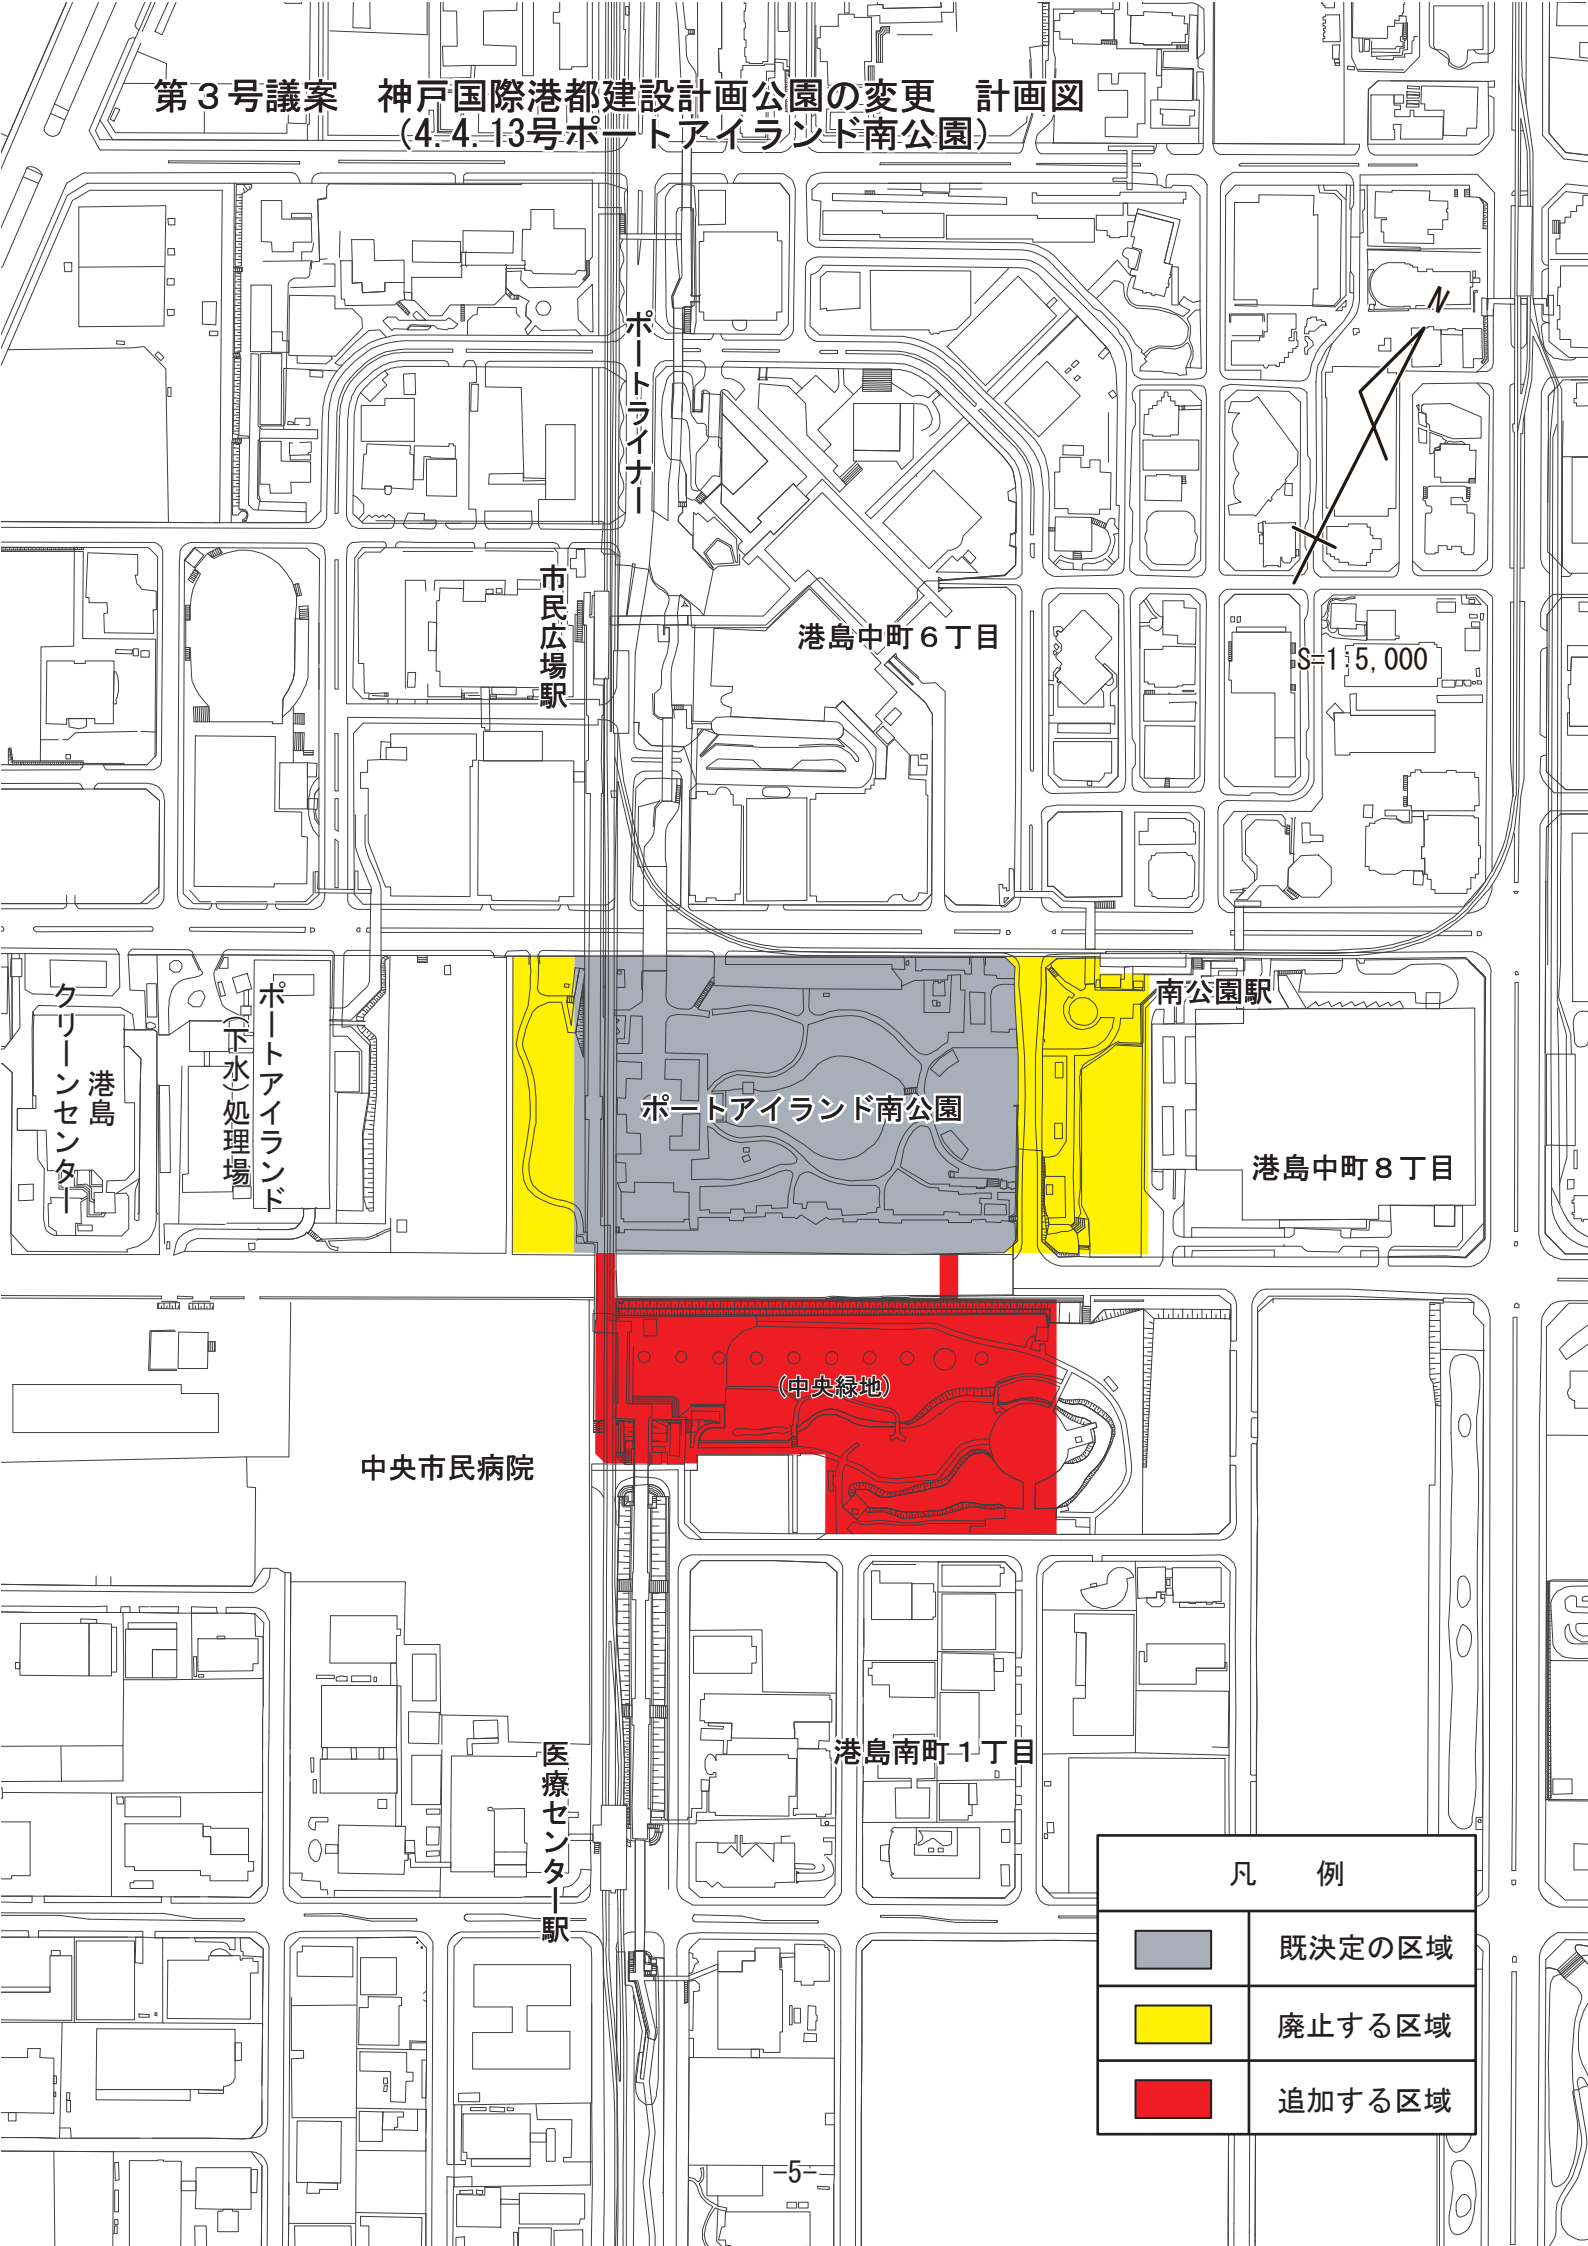 第３号議案　神戸国際港都建設計画公園の変更　計画図
(4.4.13号ポートアイランド南公園)
N
ポートライナー
市民広場駅
港島中町６丁目
S=1:5,000
南公園駅
クリーンセンター
港島
(下水)処理場
ポートアイランド
ポートアイランド南公園
港島中町８丁目
(中央緑地)
中央市民病院
港島南町１丁目
医療センター駅
凡　例
既決定の区域
廃止する区域
追加する区域
-5-